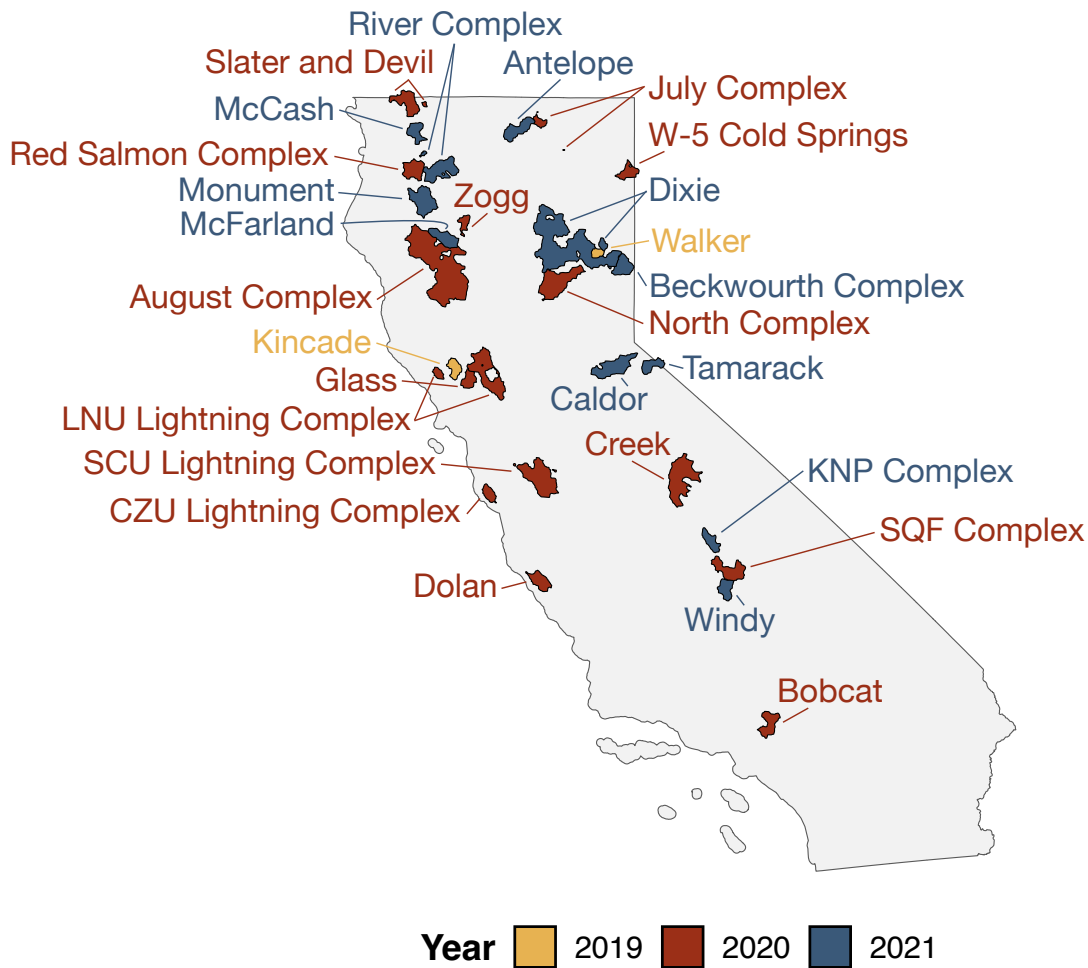 River Complex
Slater and Devil
Antelope
July Complex
McCash
W-5 Cold Springs
Red Salmon Complex
Monument
Zogg
Dixie
McFarland
Walker
Beckwourth Complex
August Complex
North Complex
Kincade
Glass
Tamarack
Caldor
LNU Lightning Complex
Creek
SCU Lightning Complex
KNP Complex
CZU Lightning Complex
SQF Complex
Dolan
Windy
Bobcat
Year 2019 2020 2021